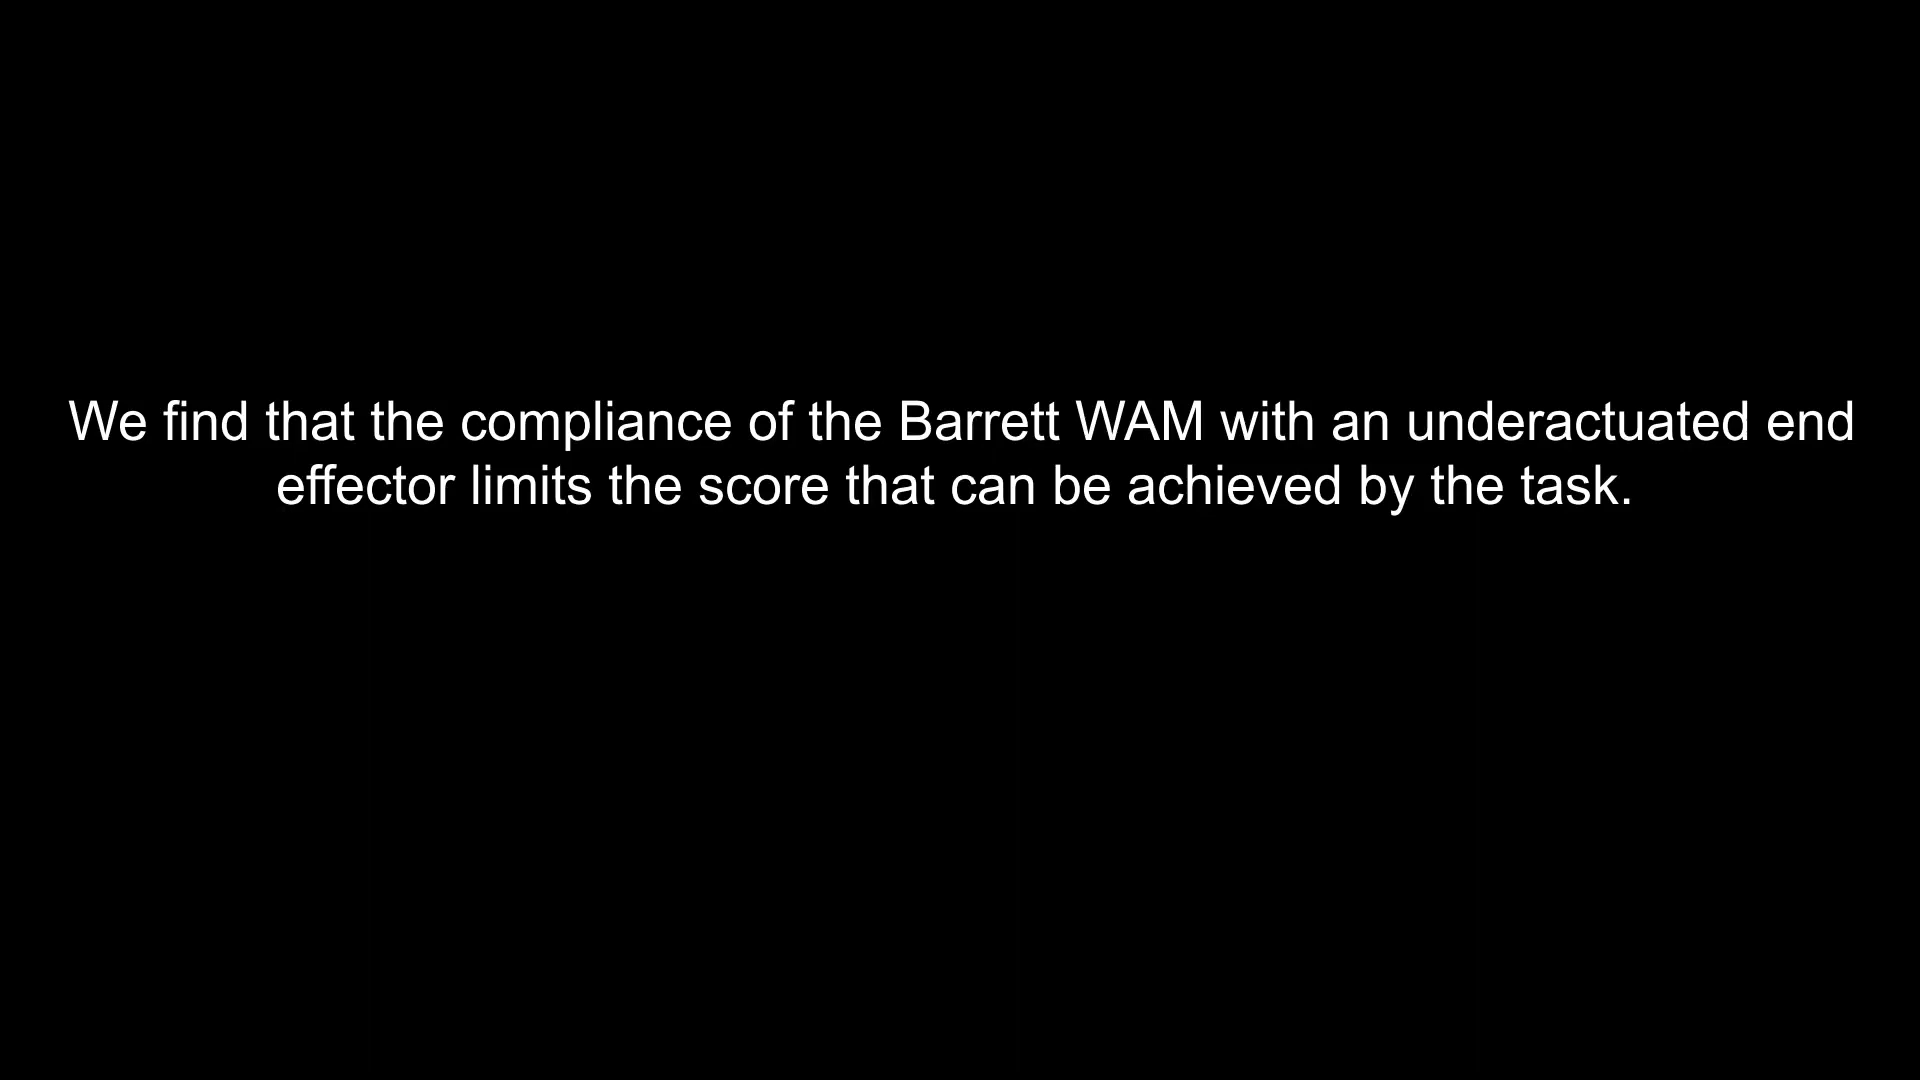 We find that the compliance of the Barrett WAM with an underactuated end
effector limits the score that can be achieved by the task.